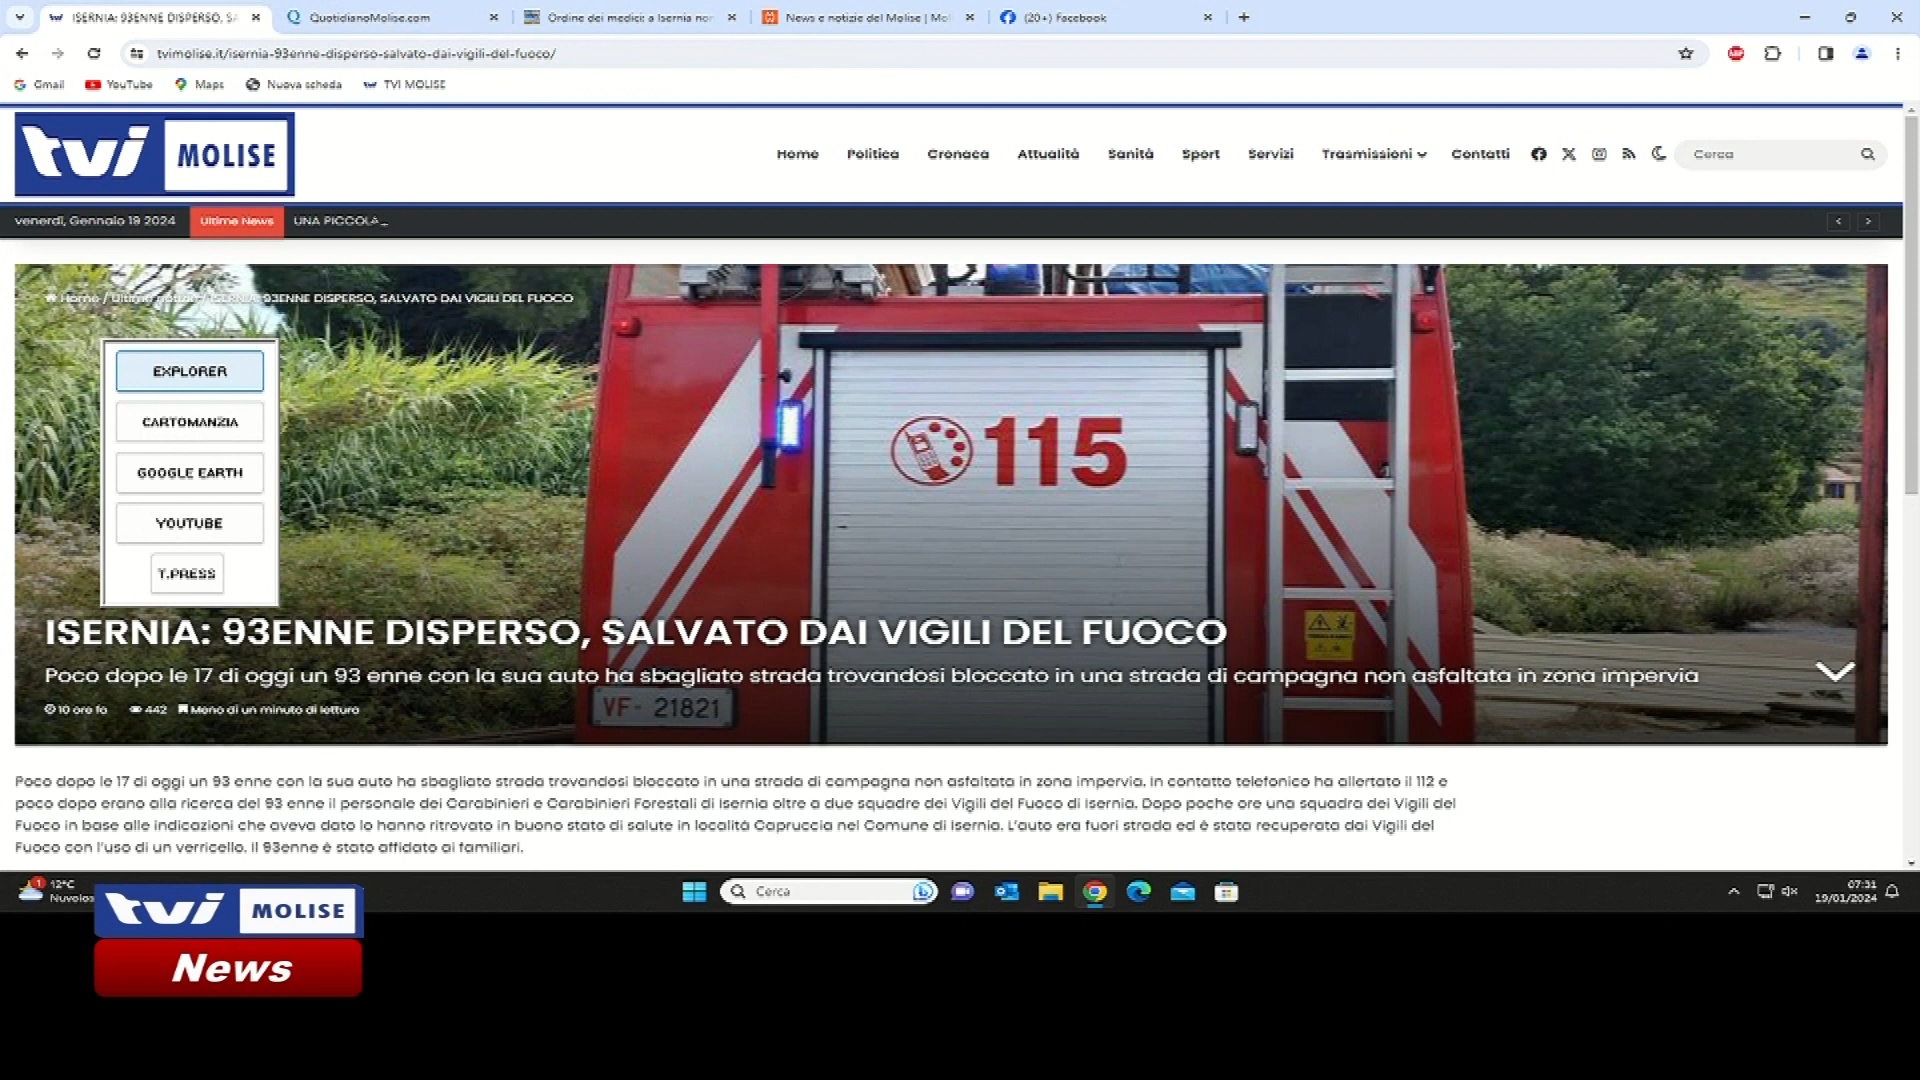 ISERNIA: 93ENNE DISPERSO, SA
QuotidianoMolise.com
Ordine dei medici: a Isernia nor
News e notizie del Molise | Mol
(20+) Facebook
tvimolise.it/isernia-93enne-disperso-salvato-dai-vigili-del-fuoco/
ABP
Gmail
YouTube
Maps
Nuova scheda
TVI MOLISE
tvi MOLISE
Home
Politica
Cronaca
Attualità
Sanità
Sport
Servizi
Trasmissioni
Contatti
Cerca
venerdì, Gennaio 19 2024
Ultime News
UNA PICCOLA _
Home / Ultime notizie / ISERNIA: 93ENNE DISPERSO, SALVATO DAI VIGILI DEL FUOCO
EXPLORER
CARTOMANZIA
GOOGLE EARTH
YOUTUBE
T.PRESS
115
ISERNIA: 93ENNE DISPERSO, SALVATO DAI VIGILI DEL FUOCO
Poco dopo le 17 di oggi un 93 enne con la sua auto ha sbagliato strada trovandosi bloccato in una strada di campagna non asfaltata in zona impervia
VF- 21821
10 ore fa
442
Meno di un minuto di lettura
Poco dopo le 17 di oggi un 93 enne con la sua auto ha sbagliato strada trovandosi bloccato in una strada di campagna non asfaltata in zona impervia. In contatto telefonico ha allertato il 112 e
poco dopo erano alla ricerca del 93 enne il personale dei Carabinieri e Carabinieri Forestali di Isernia oltre a due squadre dei Vigili del Fuoco di Isernia. Dopo poche ore una squadra dei Vigili del
Fuoco in base alle indicazioni che aveva dato lo hanno ritrovato in buono stato di salute in località Capruccia nel Comune di Isernia. L'auto era fuori strada ed è stata recuperata dai Vigili del
Fuoco con l'uso di un verricello. Il 93enne è stato affidato ai familiari.
1
12°C
Nuvolos
Cerca
07:31
19/01/2024
tvi MOLISE
News